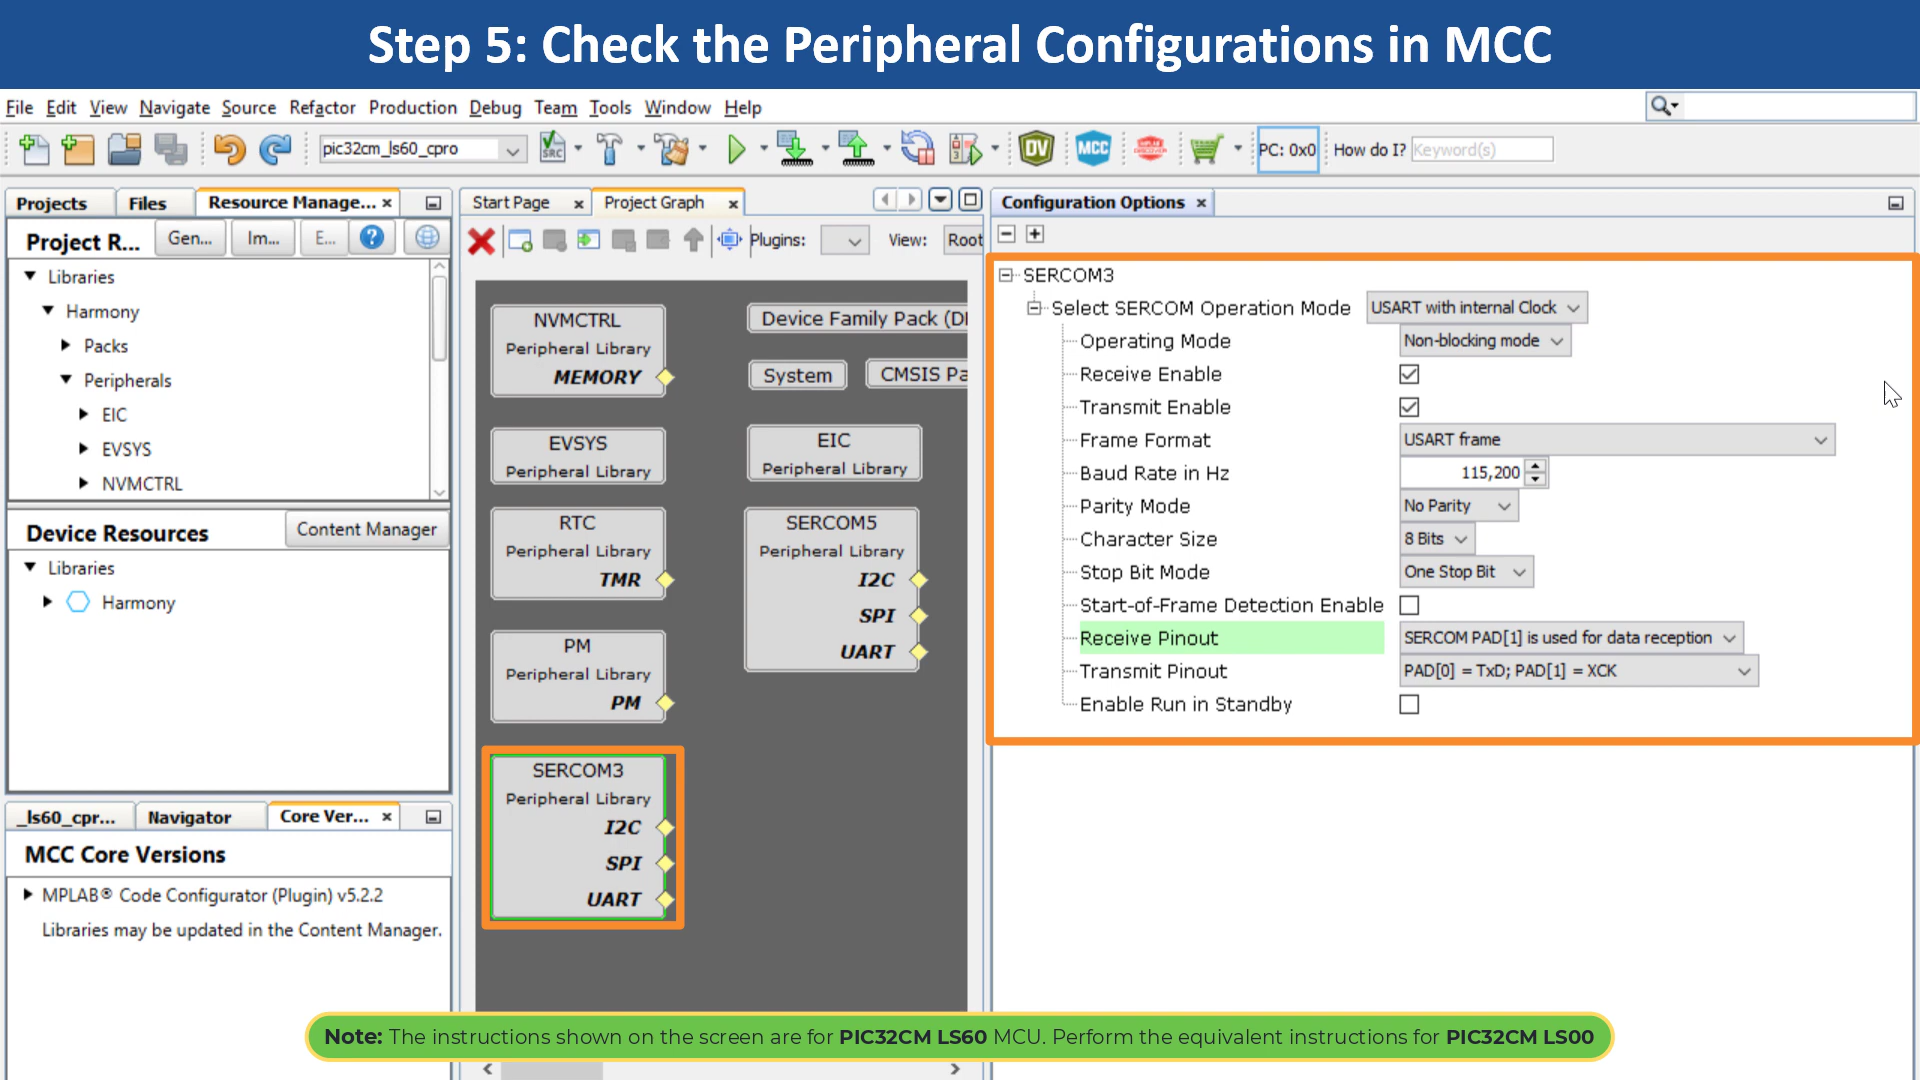 Step 5: Check the Peripheral Configurations in MCC
File Edit View Navigate Source Refactor Production Debug Team Tools Window Help
pic32cm_ls60_cpro
SRC
DV
MCC
PC: 0x0
How do I? Keyword(s)
Projects Files Resource Manage... ×
Start Page × Project Graph ×
Configuration Options ×
Project R... Gen... Im... E... ?
Plugins: View: Root
Libraries
Harmony
Packs
Peripherals
EIC
EVSYS
NVMCTRL
Device Resources Content Manager
Libraries
Harmony
_ls60_cpr... Navigator Core Ver... ×
MCC Core Versions
MPLAB® Code Configurator (Plugin) v5.2.2
Libraries may be updated in the Content Manager.
NVMCTRL
Peripheral Library
MEMORY
Device Family Pack (D
System
CMSIS Pa
EVSYS
Peripheral Library
EIC
Peripheral Library
RTC
Peripheral Library
TMR
SERCOM5
Peripheral Library
I2C
SPI
UART
PM
Peripheral Library
PM
SERCOM3
Peripheral Library
I2C
SPI
UART
SERCOM3
Select SERCOM Operation Mode USART with internal Clock
Operating Mode Non-blocking mode
Receive Enable
Transmit Enable
Frame Format USART frame
Baud Rate in Hz 115,200
Parity Mode No Parity
Character Size 8 Bits
Stop Bit Mode One Stop Bit
Start-of-Frame Detection Enable
Receive Pinout SERCOM PAD[1] is used for data reception
Transmit Pinout PAD[0] = TxD; PAD[1] = XCK
Enable Run in Standby
Note: The instructions shown on the screen are for PIC32CM LS60 MCU. Perform the equivalent instructions for PIC32CM LS00